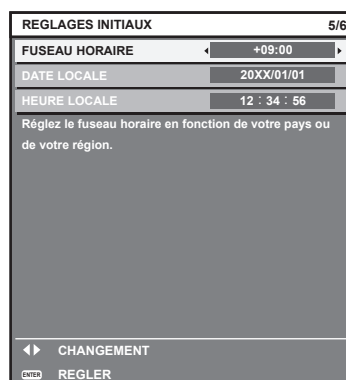 REGLAGES INITIAUX 5/6
FUSEAU HORAIRE +09:00
DATE LOCALE 20XX/01/01
HEURE LOCALE 12 : 34 : 56
Réglez le fuseau horaire en fonction de votre pays ou
de votre région.
CHANGEMENT
ENTER REGLER